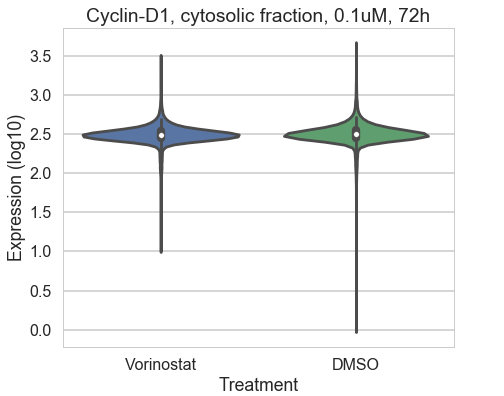 Cyclin-D1, cytosolic fraction, 0.1uM, 72h
Expression (log10)
3.5
3.0
2.5
2.0
1.5
1.0
0.5
0.0
Vorinostat DMSO
Treatment